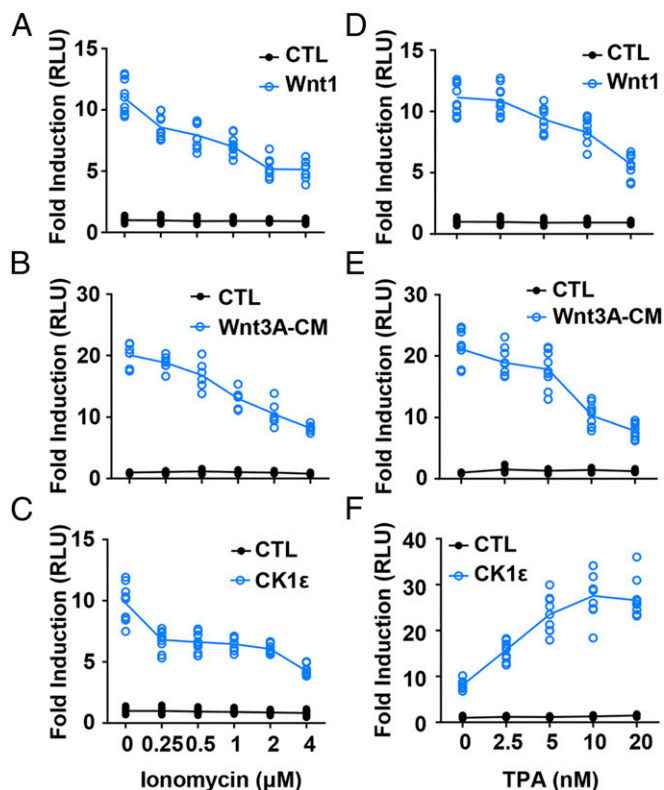 A
Fold Induction (RLU)
15
10
5
0
CTL
Wnt1
D
Fold Induction (RLU)
15
10
5
0
CTL
Wnt1
B
Fold Induction (RLU)
30
20
10
0
CTL
Wnt3A-CM
E
Fold Induction (RLU)
30
20
10
0
CTL
Wnt3A-CM
C
Fold Induction (RLU)
15
10
5
0
CTL
CK1ε
0 0.25 0.5 1 2 4
Ionomycin (μM)
F
Fold Induction (RLU)
40
30
20
10
0
CTL
CK1ε
0 2.5 5 10 20
TPA (nM)